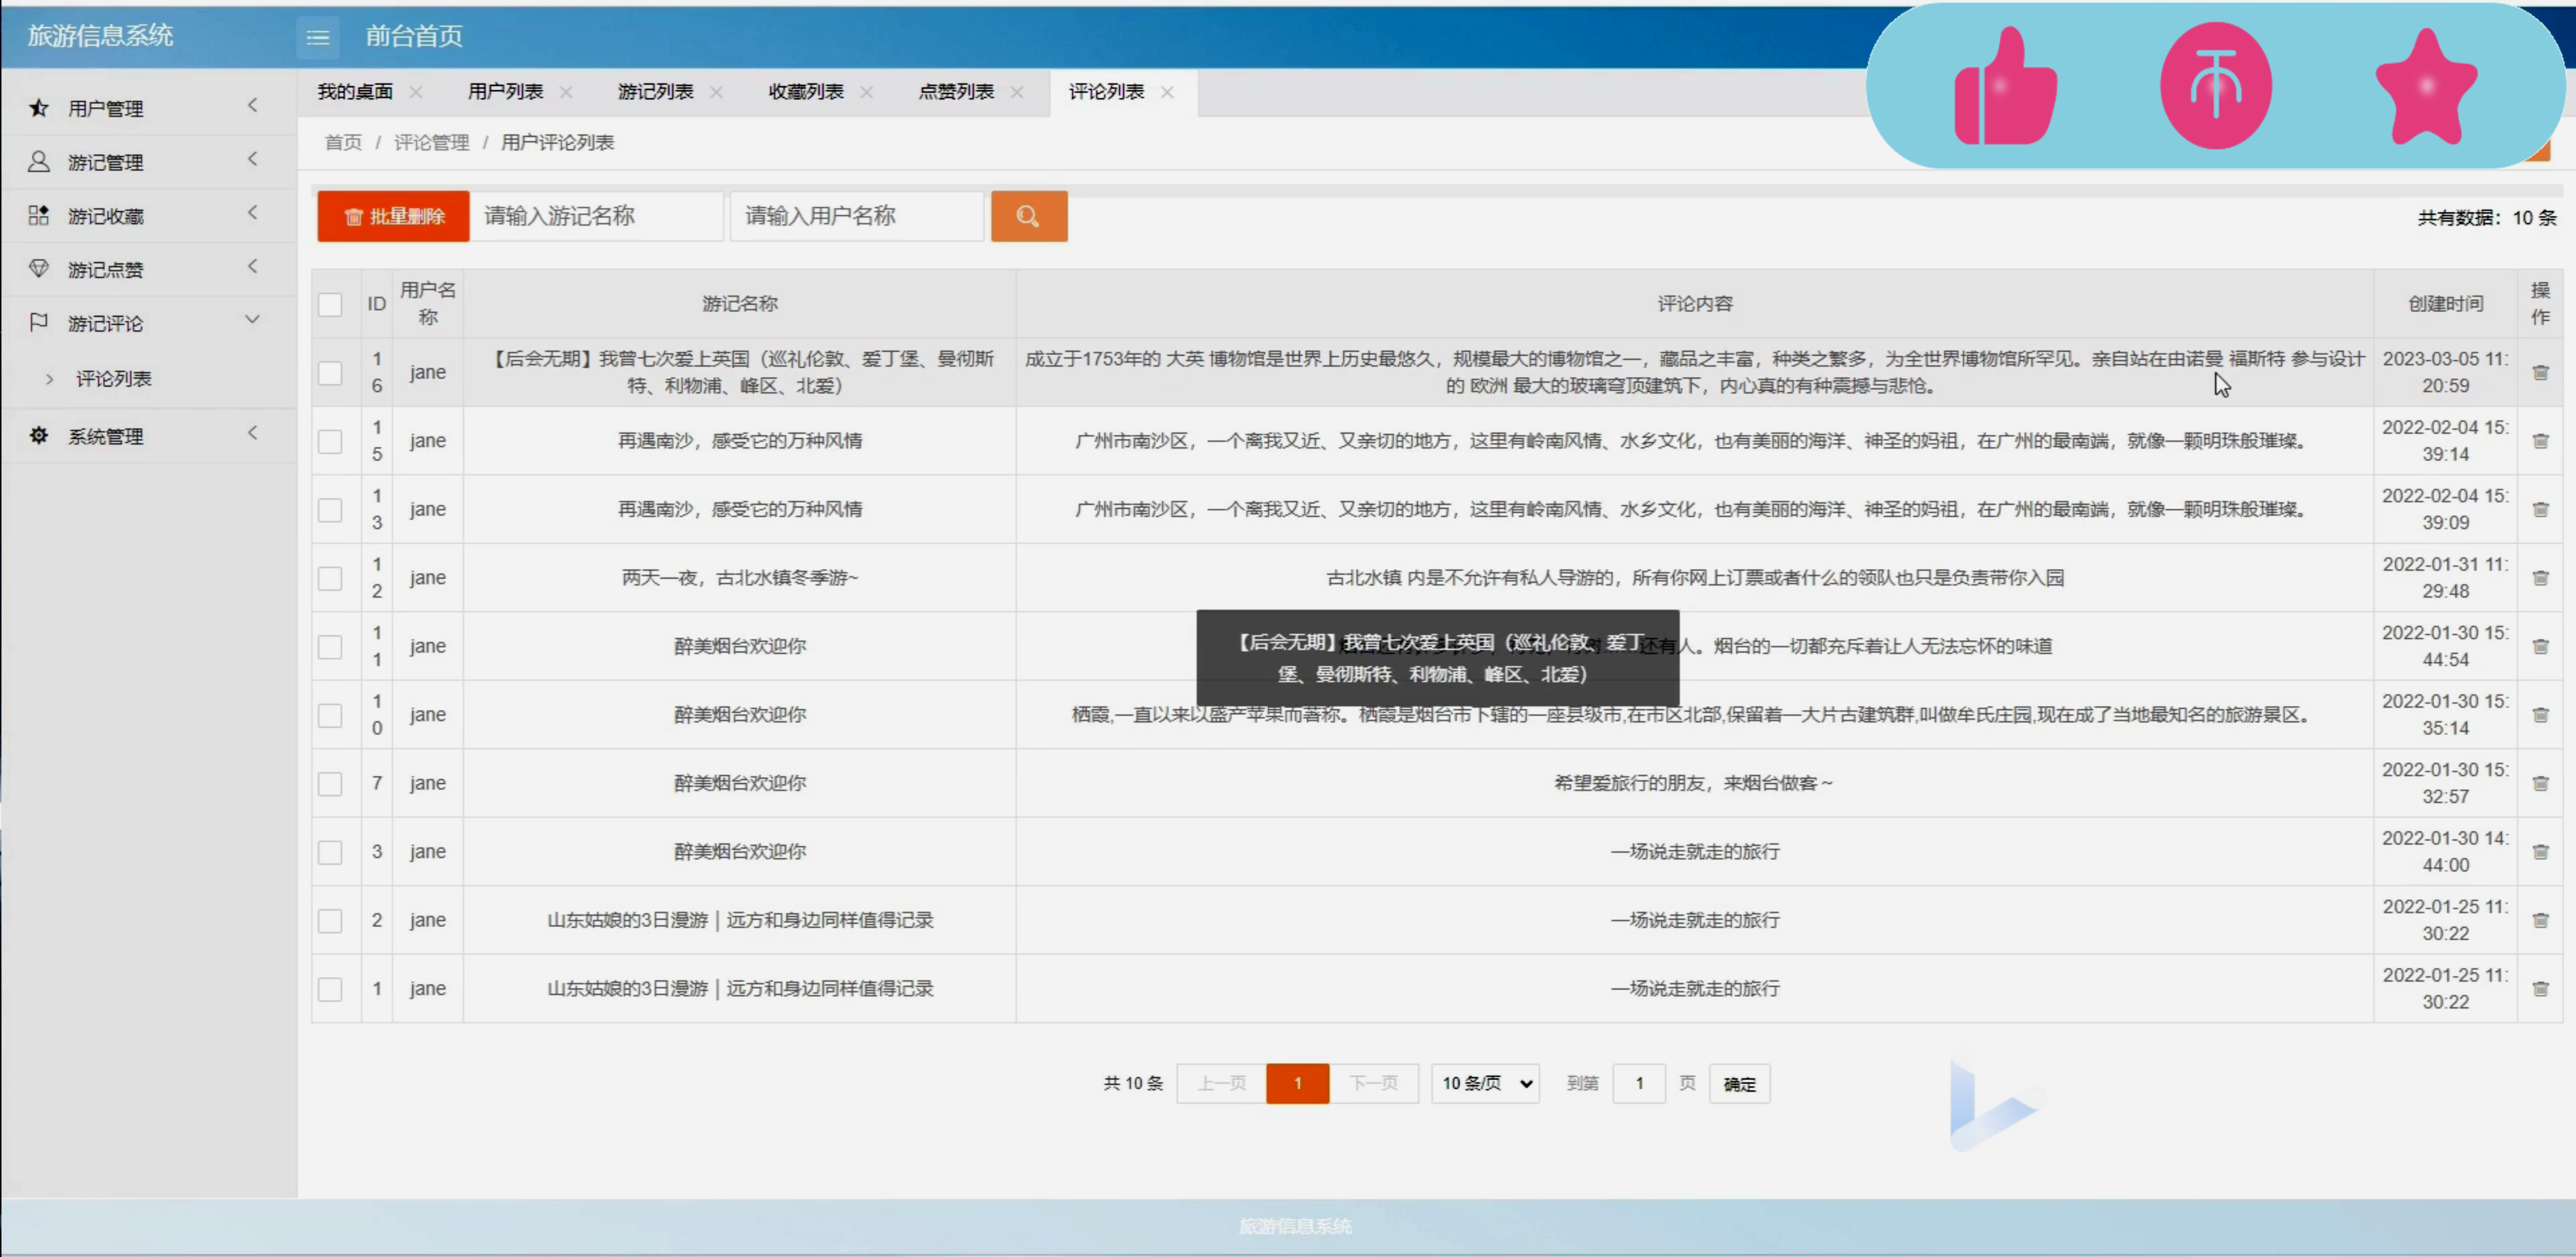 旅游信息系统
前台首页
用户管理
游记管理
游记收藏
游记点赞
游记评论
评论列表
系统管理
我的桌面 用户列表 游记列表 收藏列表 点赞列表 评论列表
首页 / 评论管理 / 用户评论列表
批量删除 请输入游记名称 请输入用户名称
共有数据：10 条
ID 用户名称 游记名称 评论内容 创建时间 操作
16 jane 【后会无期】我曾七次爱上英国（巡礼伦敦、爱丁堡、曼彻斯
特、利物浦、峰区、北爱） 成立于1753年的 大英 博物馆是世界上历史最悠久，规模最大的博物馆之一，藏品之丰富，种类之繁多，为全世界博物馆所罕见。亲自站在由诺曼 福斯特 参与设计
的 欧洲 最大的玻璃穹顶建筑下，内心真的有种震撼与悲怆。 2023-03-05 11:
20:59
15 jane 再遇南沙，感受它的万种风情 广州市南沙区，一个离我又近、又亲切的地方，这里有岭南风情、水乡文化，也有美丽的海洋、神圣的妈祖，在广州的最南端，就像一颗明珠般璀璨。 2022-02-04 15:
39:14
13 jane 再遇南沙，感受它的万种风情 广州市南沙区，一个离我又近、又亲切的地方，这里有岭南风情、水乡文化，也有美丽的海洋、神圣的妈祖，在广州的最南端，就像一颗明珠般璀璨。 2022-02-04 15:
39:09
12 jane 两天一夜，古北水镇冬季游~ 古北水镇 内是不允许有私人导游的，所有你网上订票或者什么的领队也只是负责带你入园 2022-01-31 11:
29:48
11 jane 醉美烟台欢迎你 还有人。烟台的一切都充斥着让人无法忘怀的味道 2022-01-30 15:
44:54
【后会无期】我曾七次爱上英国（巡礼伦敦、爱丁
堡、曼彻斯特、利物浦、峰区、北爱）
10 jane 醉美烟台欢迎你 栖霞,一直以来以盛产苹果而著称。栖霞是烟台市下辖的一座县级市,在市区北部,保留着一大片古建筑群,叫做牟氏庄园,现在成了当地最知名的旅游景区。 2022-01-30 15:
35:14
7 jane 醉美烟台欢迎你 希望爱旅行的朋友，来烟台做客～ 2022-01-30 15:
32:57
3 jane 醉美烟台欢迎你 一场说走就走的旅行 2022-01-30 14:
44:00
2 jane 山东姑娘的3日漫游｜远方和身边同样值得记录 一场说走就走的旅行 2022-01-25 11:
30:22
1 jane 山东姑娘的3日漫游｜远方和身边同样值得记录 一场说走就走的旅行 2022-01-25 11:
30:22
共 10 条 上一页 1 下一页 10 条/页 到第 1 页 确定
旅游信息系统